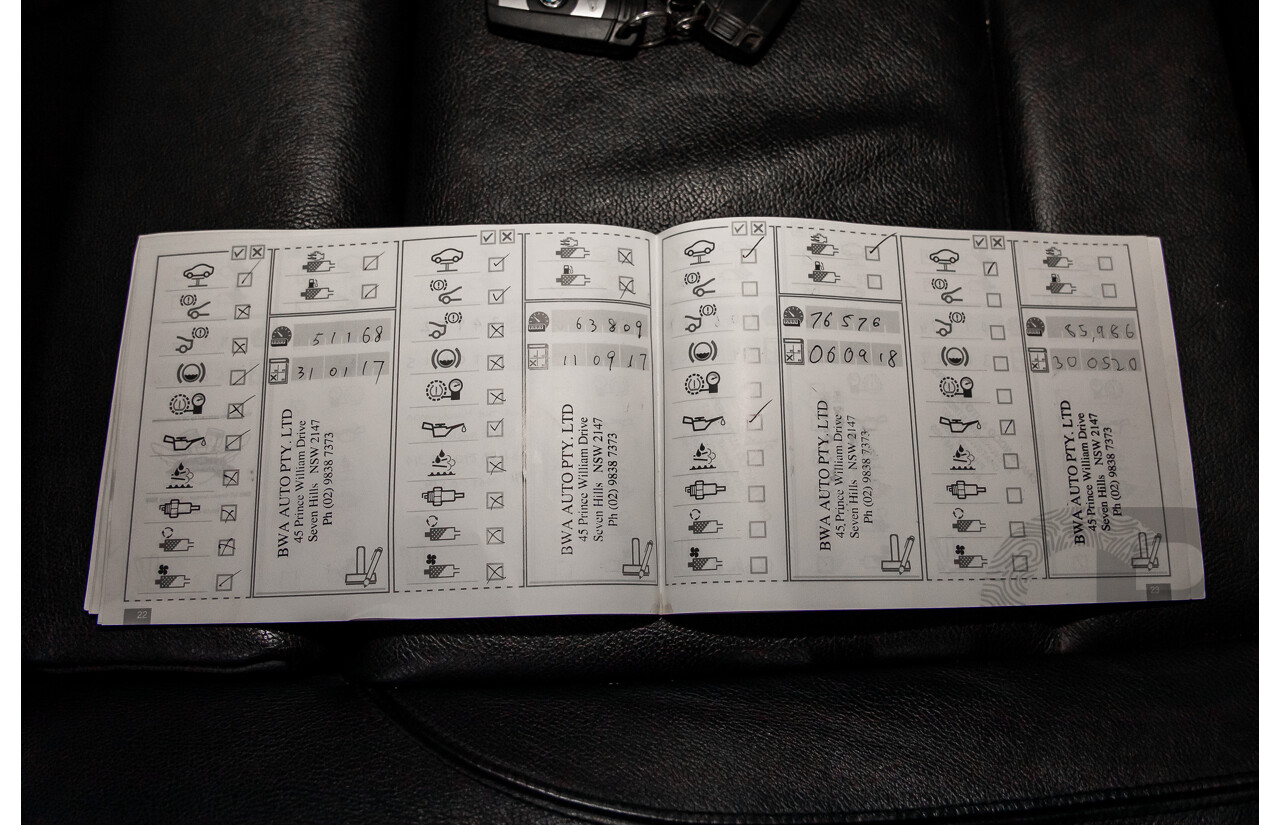 51168
31 01 17
BWA AUTO PTY. LTD
45 Prince William Drive
Seven Hills NSW 2147
Ph (02) 9838 7373
22
63809
11 09 17
BWA AUTO PTY. LTD
45 Prince William Drive
Seven Hills NSW 2147
Ph (02) 9838 7373
76576
06 09 18
BWA AUTO PTY. LTD
45 Prince William Drive
Seven Hills NSW 2147
Ph (02) 9838 7373
85,986
30 05 20
BWA AUTO PTY. LTD
45 Prince William Drive
Seven Hills NSW 2147
Ph (02) 9838 7373
23